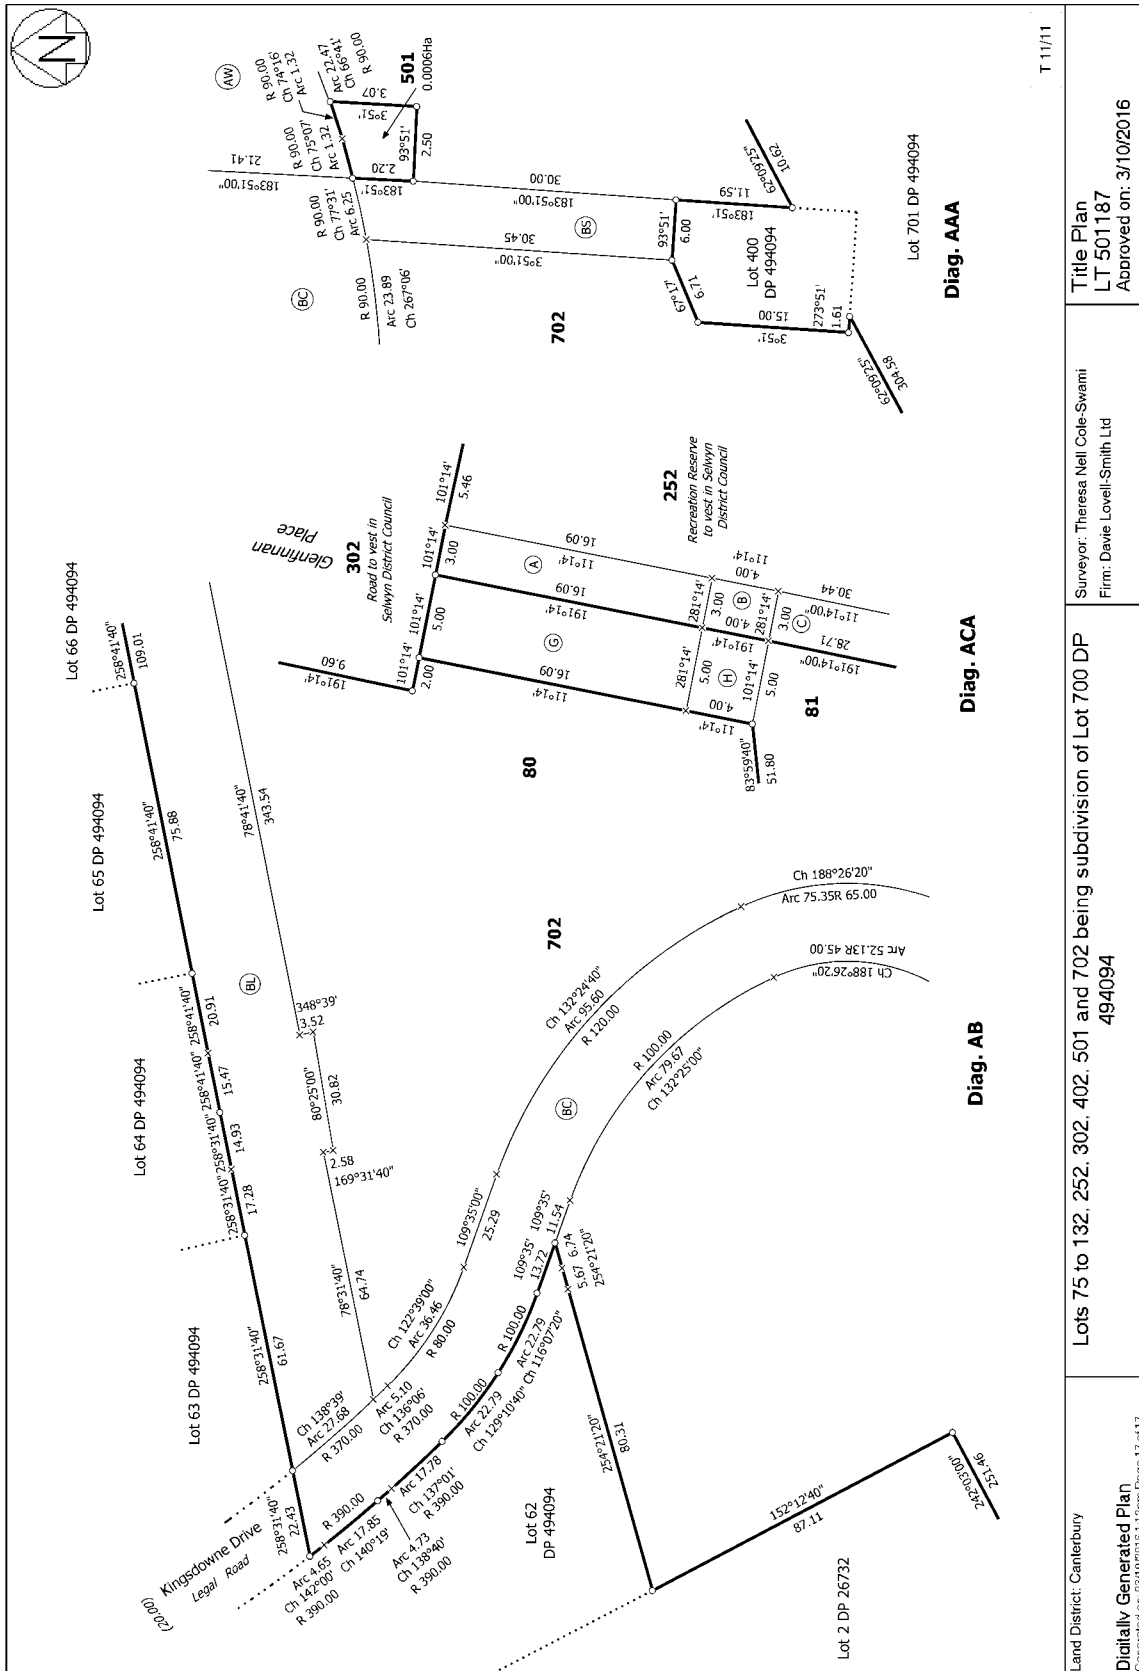 N
T 11/11
Lot 63 DP 494094
Lot 64 DP 494094
Lot 65 DP 494094
Lot 66 DP 494094
258°41'40"
109.01
258°41'40"
75.88
258°41'40"
20.91
258°41'40"
15.47
258°31'40"
14.93
258°31'40"
17.28
258°31'40"
61.67
258°31'40"
22.43
(20.00)
Kingsdowne Drive
Legal Road
BL
78°41'40"
343.54
348°39'
3.52
80°25'00"
30.82
2.58
169°31'40"
78°31'40"
64.74
Ch 138°39'
Arc 27.68
R 370.00
Arc 5.10
Ch 136°06'
R 370.00
Ch 122°39'00"
Arc 36.46
R 80.00
109°35'00"
25.29
Ch 132°24'40"
Arc 95.60
R 120.00
Ch 188°26'20"
Arc 75.35R 65.00
Arc 4.65
Ch 142°00'
R 390.00
R 390.00
Arc 17.85
Ch 140°19'
Arc 4.73
Ch 138°40'
R 390.00
Arc 17.78
Ch 137°01'
R 390.00
R 100.00
Arc 22.79
Ch 129°10'40"
R 100.00
Arc 22.79
Ch 116°07'20"
109°35'
13.72
109°35'
11.54
5.67
6.74
254°21'20"
R 100.00
Arc 79.67
Ch 132°25'00"
Ch 188°26'20"
Arc 52.13R 45.00
BC
702
254°21'20"
80.31
Lot 62
DP 494094
152°12'40"
87.11
242°03'00"
251.46
Lot 2 DP 26732
Diag. AB
Glenfinnan
Place
302
Road to vest in
Selwyn District Council
191°14'
9.60
101°14'
2.00
101°14'
5.00
101°14'
3.00
101°14'
5.46
11°14'
16.09
G
191°14'
16.09
A
11°14'
16.09
252
Recreation Reserve
to vest in Selwyn
District Council
281°14'
5.00
281°14'
3.00
11°14'
4.00
H
191°14'
4.00
B
11°14'
4.00
101°14'
5.00
281°14'
3.00
C
83°59'40"
51.80
191°14'00"
28.71
11°14'00"
30.44
80
81
Diag. ACA
AW
R 90.00
Ch 74°16'
Arc 1.32
Arc 22.47
Ch 66°41'
R 90.00
R 90.00
Ch 75°07'
Arc 1.32
21.41
183°51'00"
R 90.00
Ch 77°31'
Arc 6.25
BC
R 90.00
Arc 23.89
Ch 267°06'
501
0.0006Ha
3.07
3°51'
2.20
183°51'
93°51'
2.50
30.00
183°51'00"
30.45
3°51'00"
BS
702
93°51'
6.00
11.59
183°51'
67°17'
6.71
Lot 400
DP 494094
15.00
3°51'
273°51'
1.61
62°09'25"
10.62
62°09'25"
304.58
Lot 701 DP 494094
Diag. AAA
Land District: Canterbury
Digitally Generated Plan
Lots 75 to 132, 252, 302, 402, 501 and 702 being subdivision of Lot 700 DP
494094
Surveyor: Theresa Nell Cole-Swami
Firm: Davie Lovell-Smith Ltd
Title Plan
LT 501187
Approved on: 3/10/2016